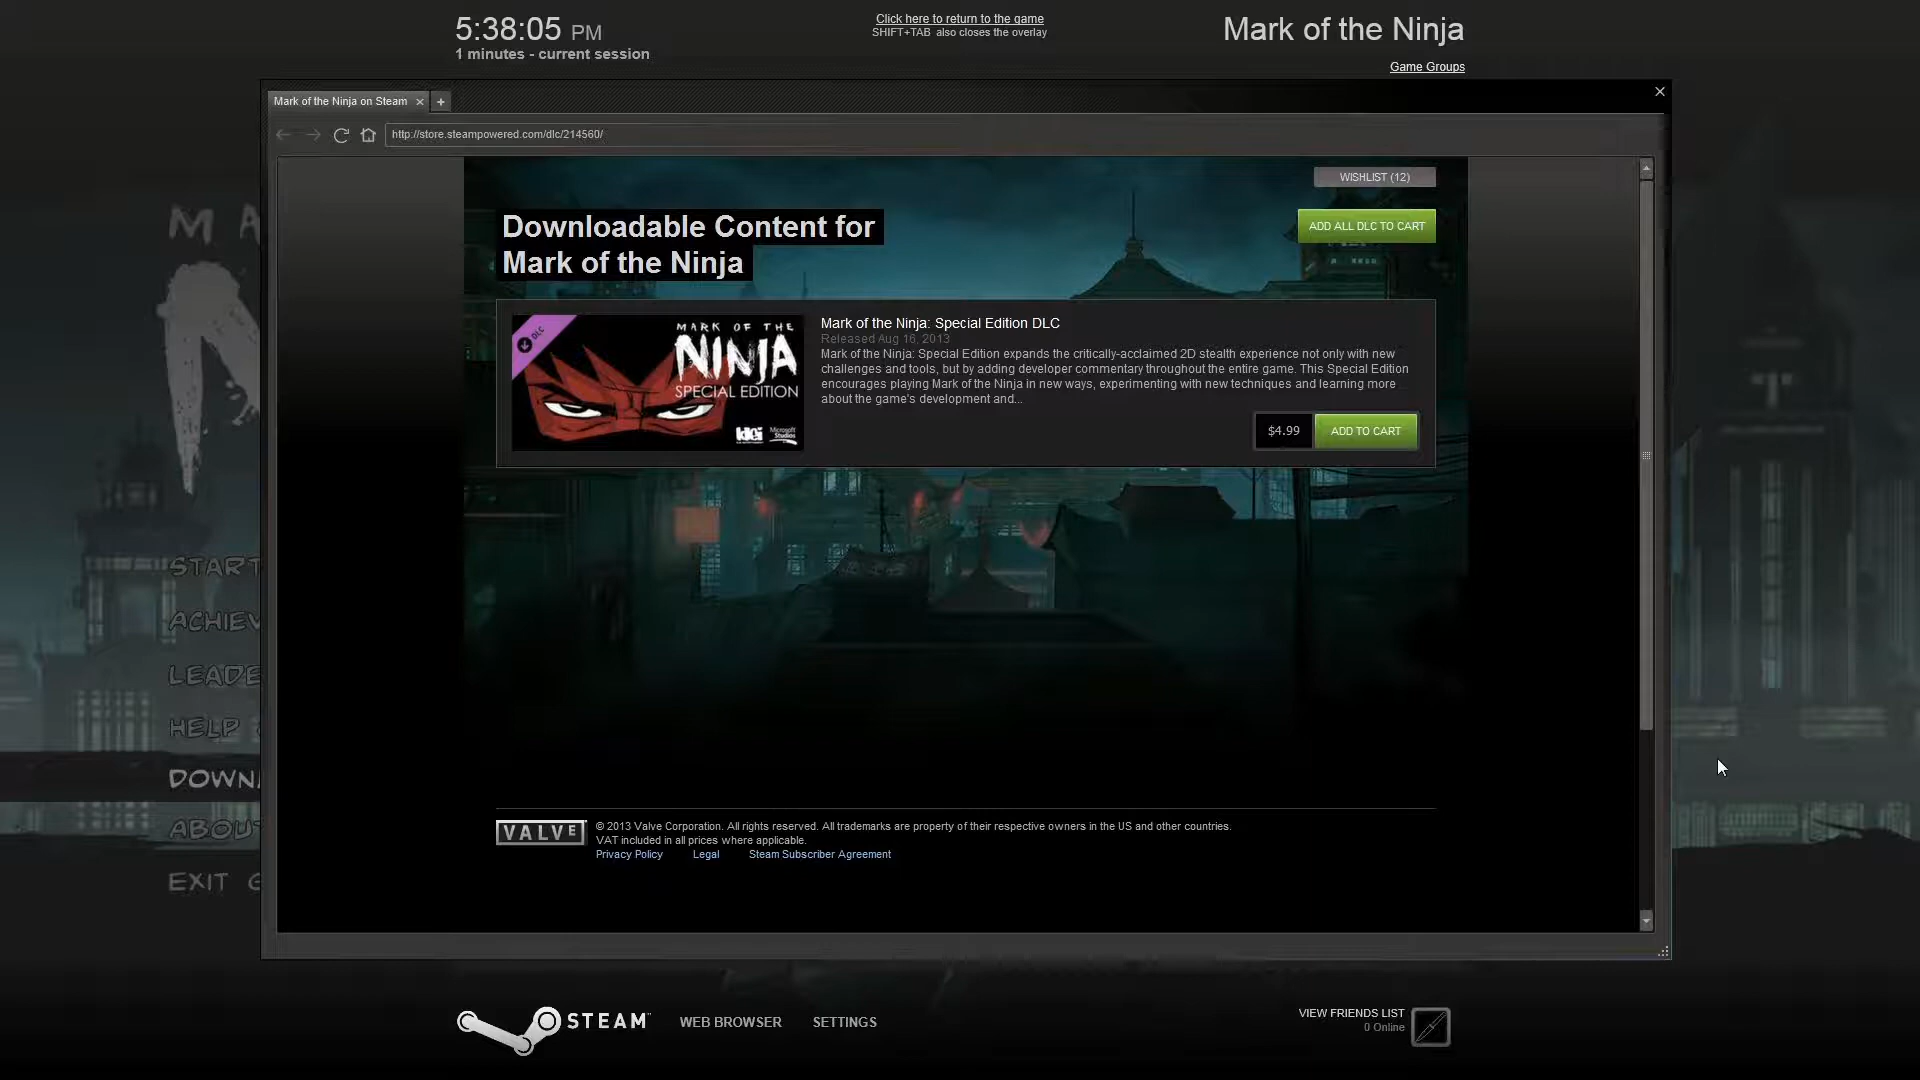 5:38:05 PM
1 minutes - current session
Click here to return to the game
SHIFT+TAB also closes the overlay
Mark of the Ninja
Game Groups
Mark of the Ninja on Steam
http://store.steampowered.com/dlc/214560/
WISHLIST (12)
Downloadable Content for
Mark of the Ninja
ADD ALL DLC TO CART
DLC
MARK OF THE
NINJA
SPECIAL EDITION
klei
Microsoft
Studios
Mark of the Ninja: Special Edition DLC
Released Aug 16, 2013
Mark of the Ninja: Special Edition expands the critically-acclaimed 2D stealth experience not only with new
challenges and tools, but by adding developer commentary throughout the entire game. This Special Edition
encourages playing Mark of the Ninja in new ways, experimenting with new techniques and learning more
about the game's development and...
$4.99
ADD TO CART
MA
START
ACHIEV
LEADE
HELP
DOWN
ABOUT
EXIT G
VALVE
© 2013 Valve Corporation. All rights reserved. All trademarks are property of their respective owners in the US and other countries.
VAT included in all prices where applicable.
Privacy Policy
Legal
Steam Subscriber Agreement
STEAM
WEB BROWSER
SETTINGS
VIEW FRIENDS LIST
0 Online